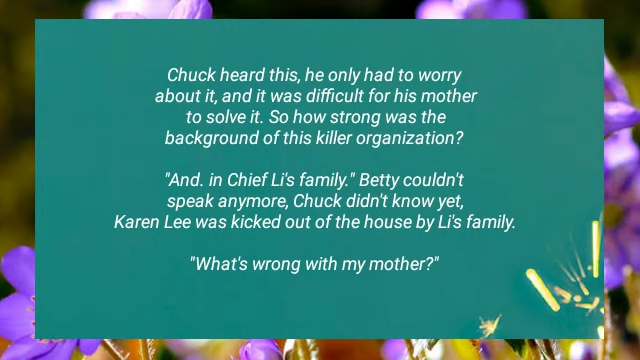 Chuck heard this, he only had to worry
about it, and it was difficult for his mother
to solve it. So how strong was the
background of this killer organization?
"And. in Chief Li's family." Betty couldn't
speak anymore, Chuck didn't know yet,
Karen Lee was kicked out of the house by Li's family.
"What's wrong with my mother?"